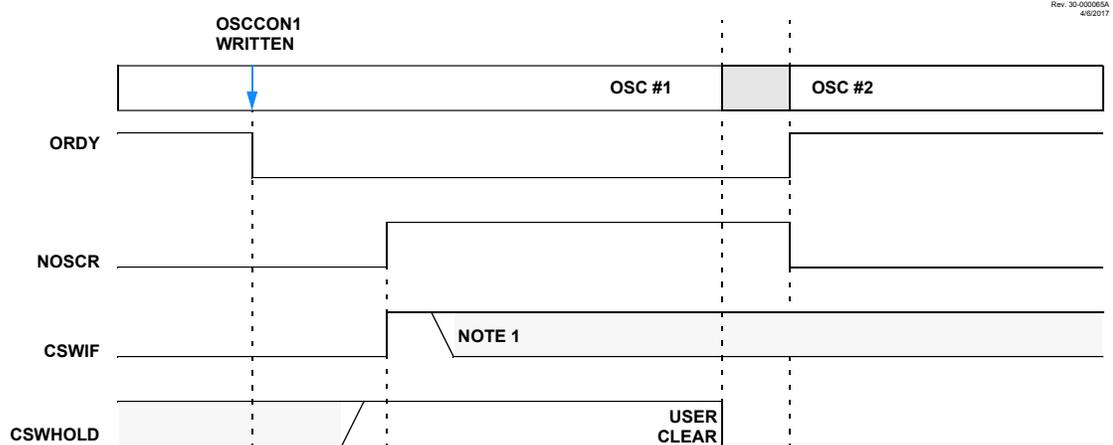 Rev. 30-000065A
4/6/2017
OSCCON1
WRITTEN
OSC #1
OSC #2
ORDY
NOSCR
CSWIF
NOTE 1
CSWHOLD
USER
CLEAR